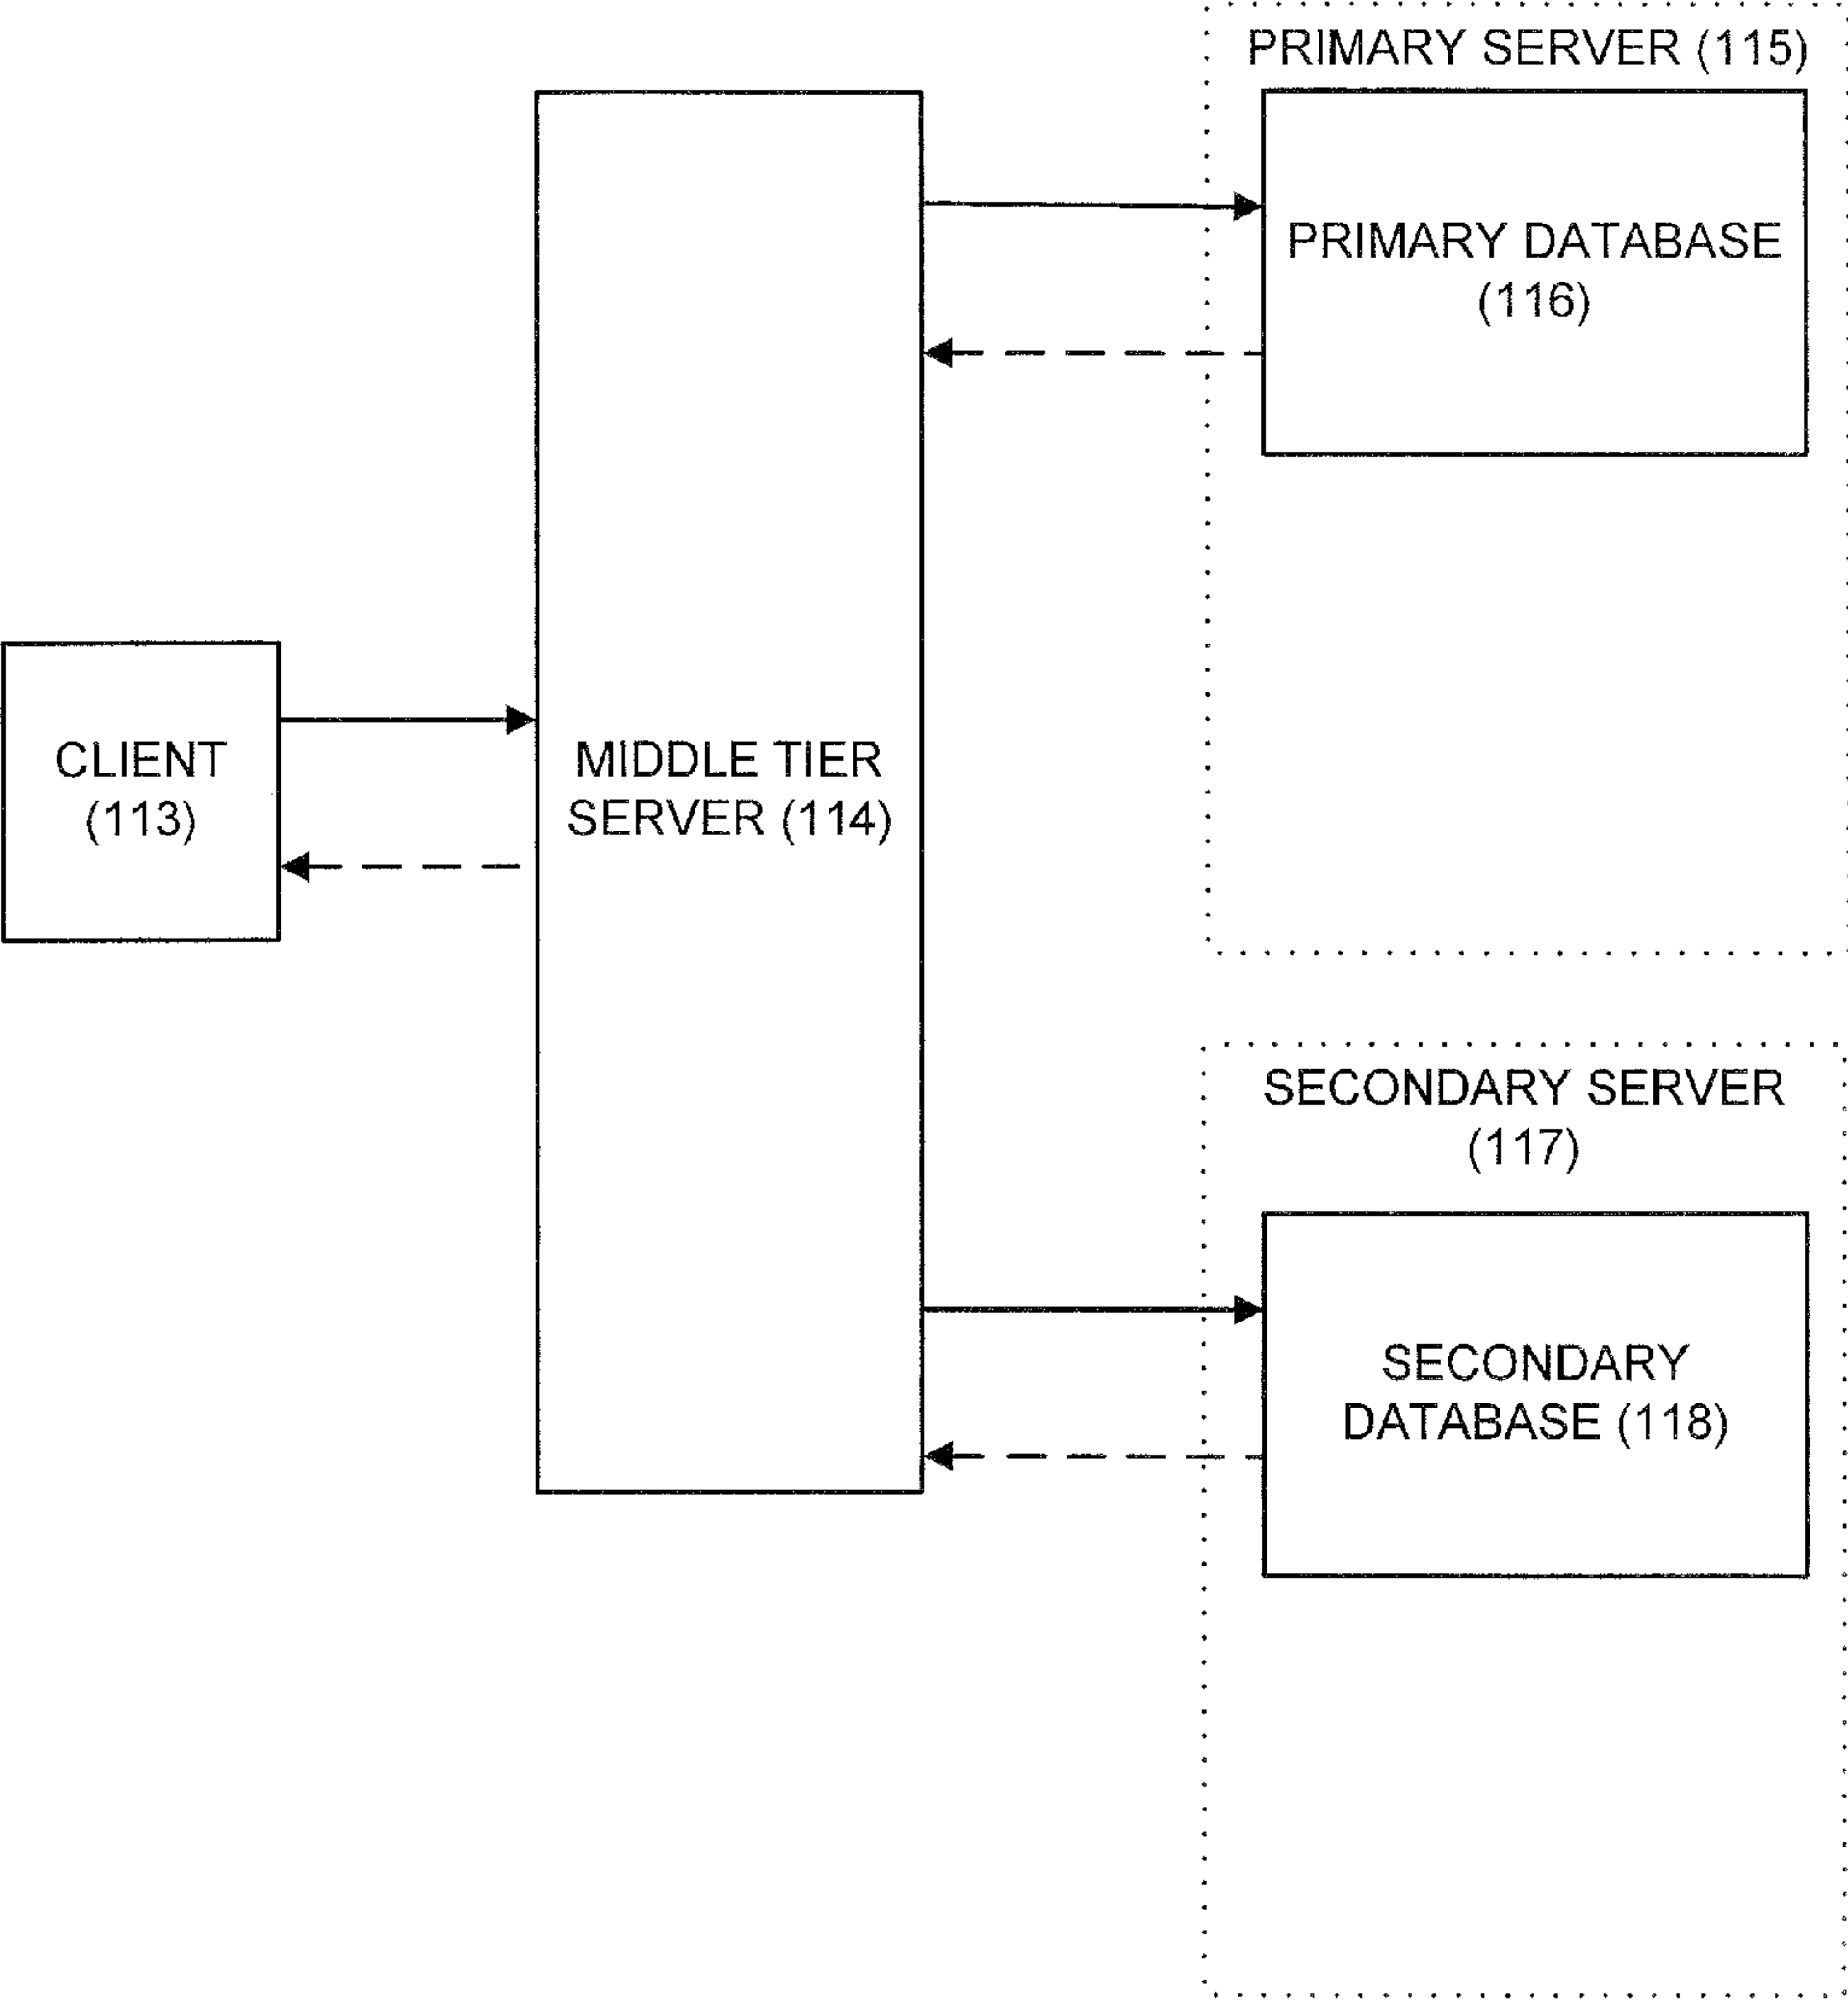 PRIMARY SERVER (115)
PRIMARY DATABASE
(116)
CLIENT
(113)
MIDDLE TIER
SERVER (114)
SECONDARY SERVER
(117)
SECONDARY
DATABASE (118)